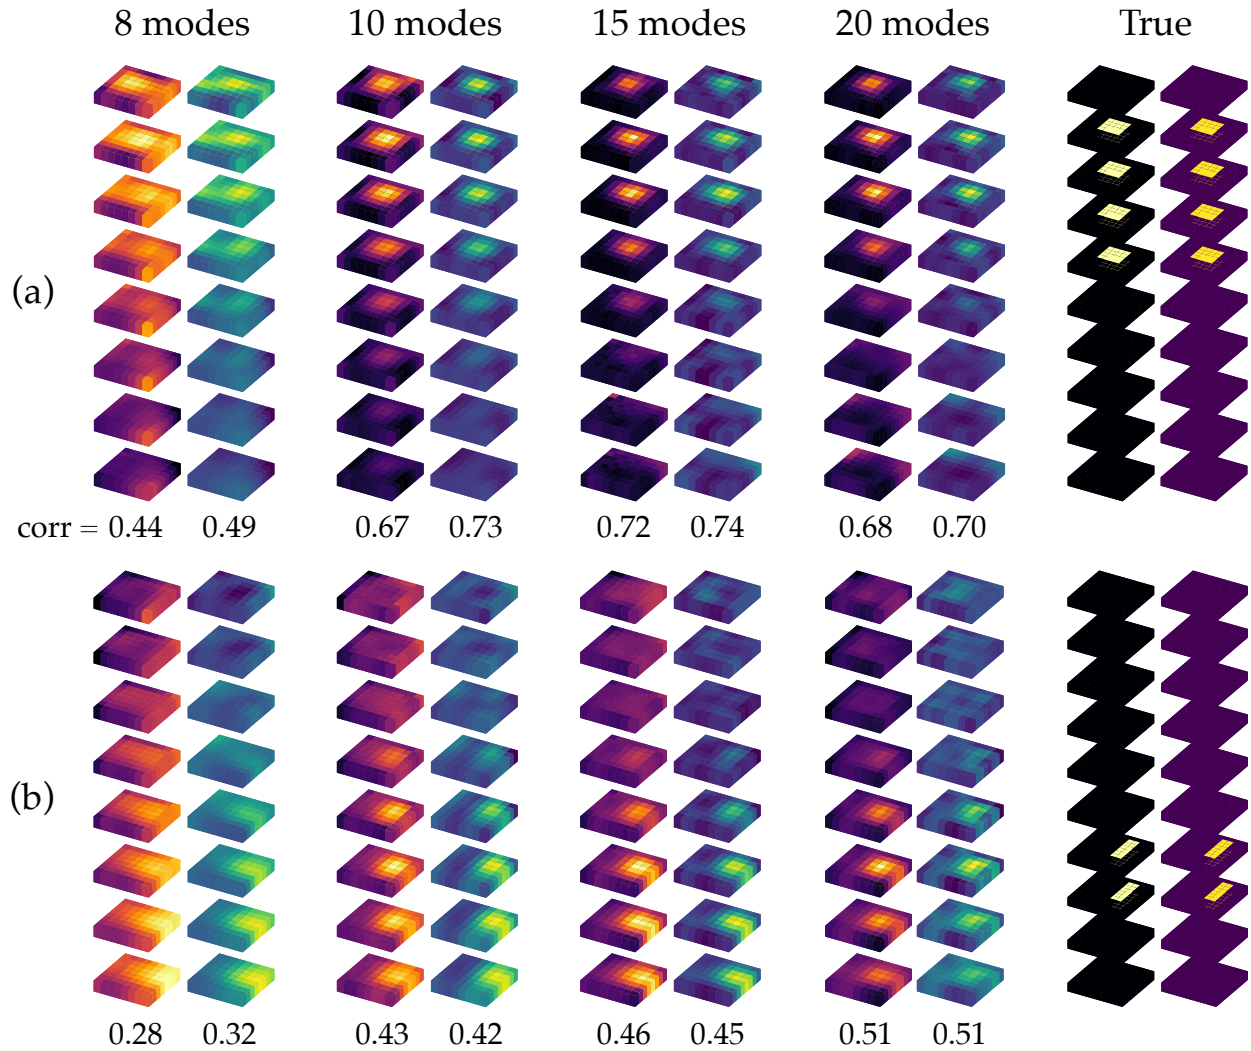 8 modes 10 modes 15 modes 20 modes True
(a)
corr = 0.44 0.49 0.67 0.73 0.72 0.74 0.68 0.70
(b)
0.28 0.32 0.43 0.42 0.46 0.45 0.51 0.51